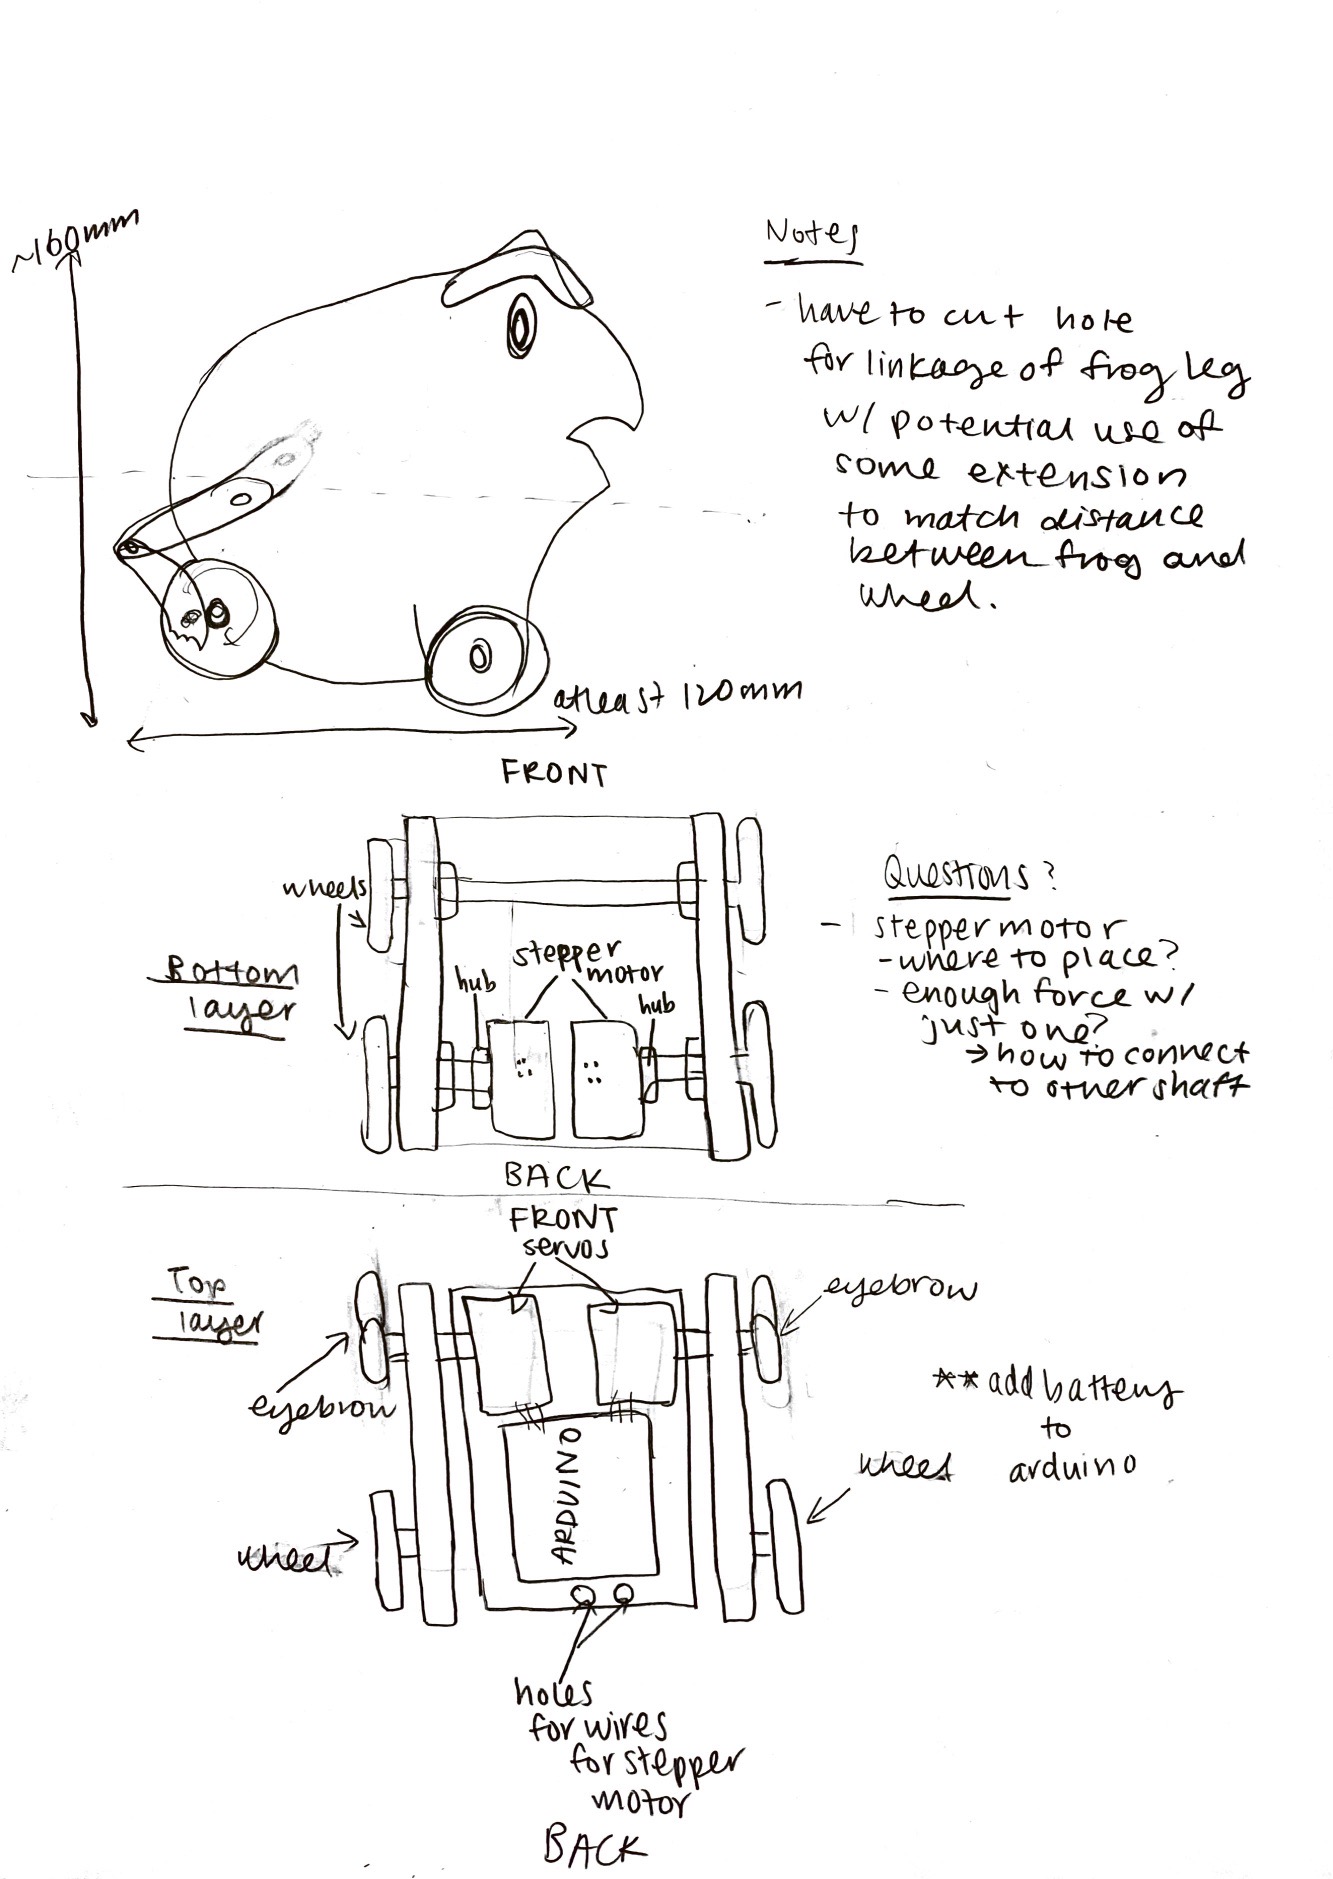 ~160mm
Notes
- have to cut hole
for linkage of frog leg
w/ potential use of
some extension
to match distance
between frog and
wheel.
atleast 120mm
FRONT
wheels
Bottom
layer
hub
stepper
motor
hub
Questions?
- stepper motor
- where to place?
- enough force w/
just one?
→ how to connect
to other shaft
BACK
FRONT
servos
Top
layer
eyebrow
eyebrow
** add battery
to
arduino
ARDUINO
wheel
wheel
holes
for wires
for stepper
motor
BACK